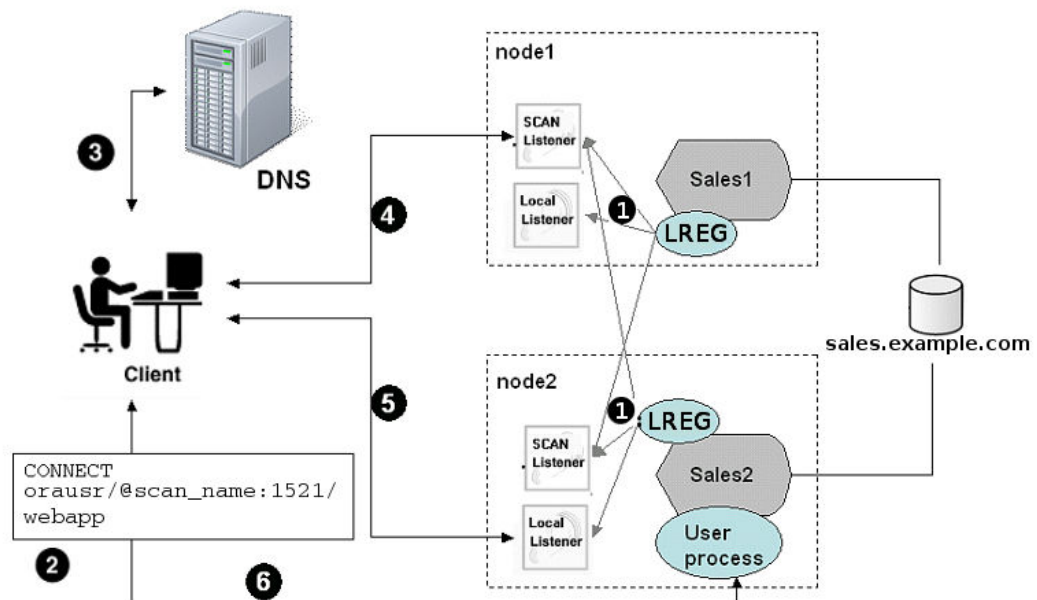 node1
SCAN
Listener
3
DNS
Sales1
4
Local
Listener
1
LREG
sales.example.com
Client
node2
5
1
LREG
SCAN
Listener
Sales2
CONNECT
orausr/@scan_name:1521/
webapp
Local
Listener
User
process
2
6